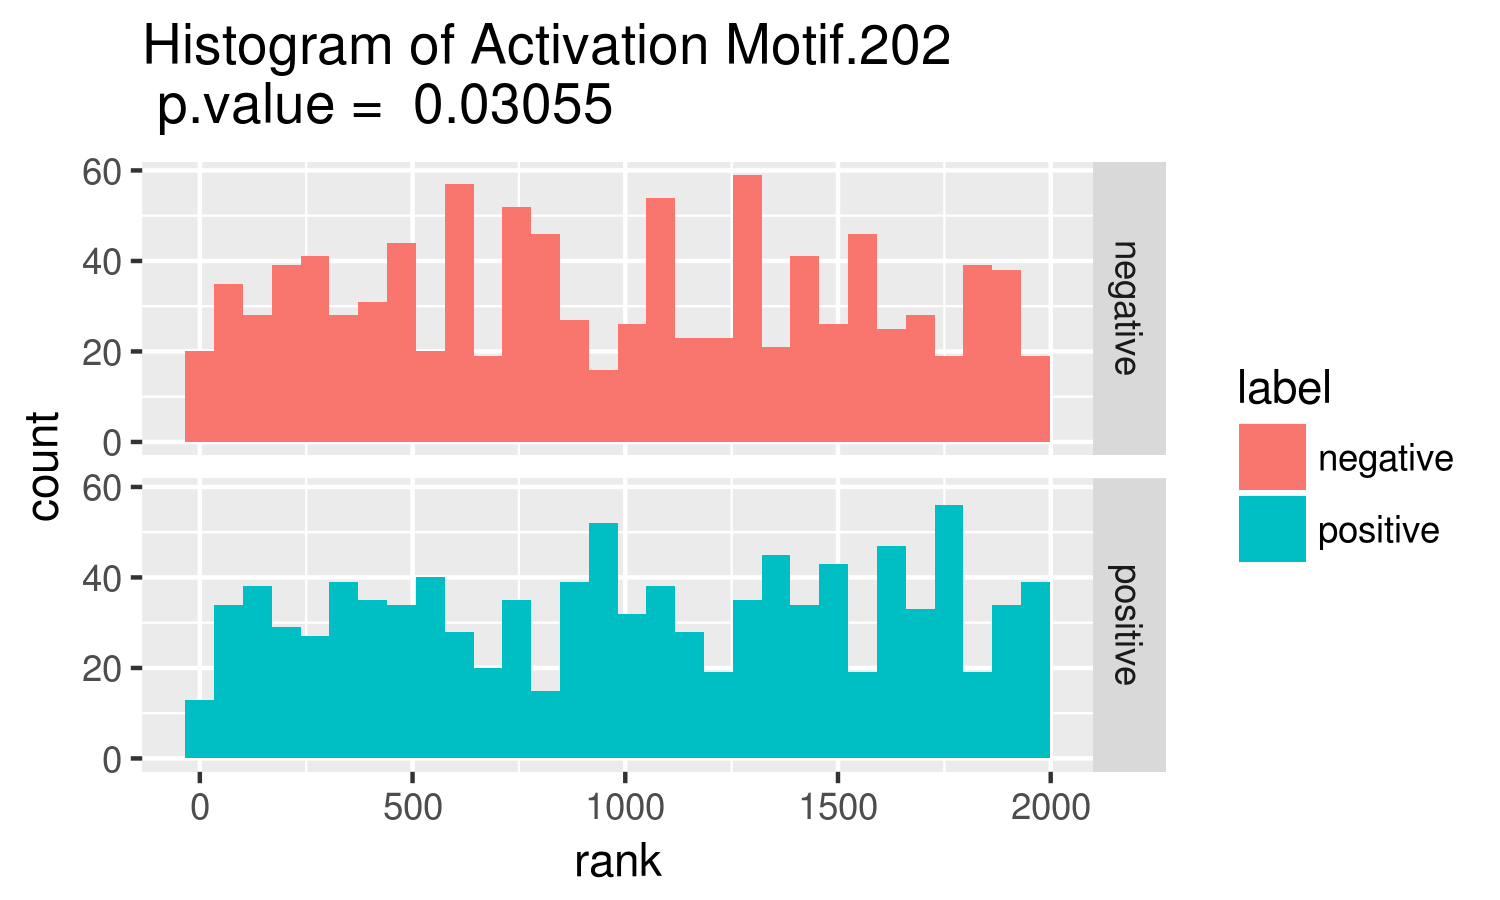 Histogram of Activation Motif.202
p.value =  0.03055
60
40
20
0
negative
60
40
20
0
positive
count
0 500 1000 1500 2000
rank
label
negative
positive